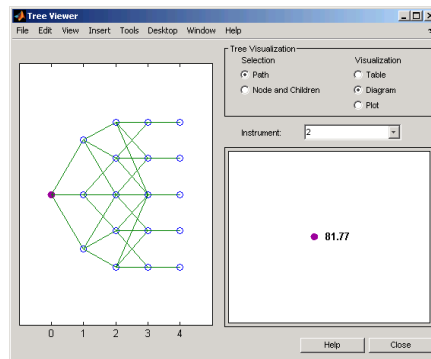 Tree Viewer
File Edit View Insert Tools Desktop Window Help
Tree Visualization
Selection
Visualization
Path
Table
Node and Children
Diagram
Plot
Instrument:
2
81.77
0 1 2 3 4
Help
Close